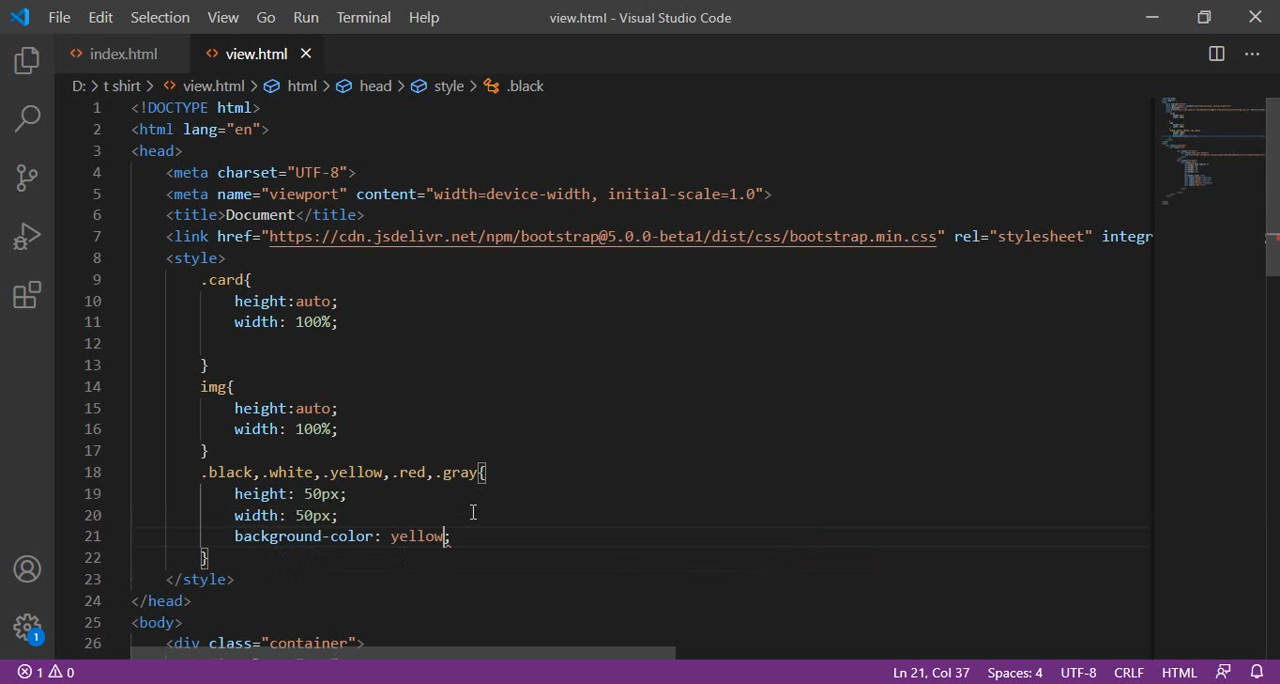 File Edit Selection View Go Run Terminal Help view.html - Visual Studio Code
index.html view.html
D: > t shirt > view.html > html > head > style > .black
1 <!DOCTYPE html>
2 <html lang="en">
3 <head>
4 <meta charset="UTF-8">
5 <meta name="viewport" content="width=device-width, initial-scale=1.0">
6 <title>Document</title>
7 <link href="https://cdn.jsdelivr.net/npm/bootstrap@5.0.0-beta1/dist/css/bootstrap.min.css" rel="stylesheet" integr
8 <style>
9 .card{
10 height:auto;
11 width: 100%;
12
13 }
14 img{
15 height:auto;
16 width: 100%;
17 }
18 .black,.white,.yellow,.red,.gray{
19 height: 50px;
20 width: 50px;
21 background-color: yellow;
22 }
23 </style>
24 </head>
25 <body>
26 <div class="container">
1
1 0 Ln 21, Col 37 Spaces: 4 UTF-8 CRLF HTML